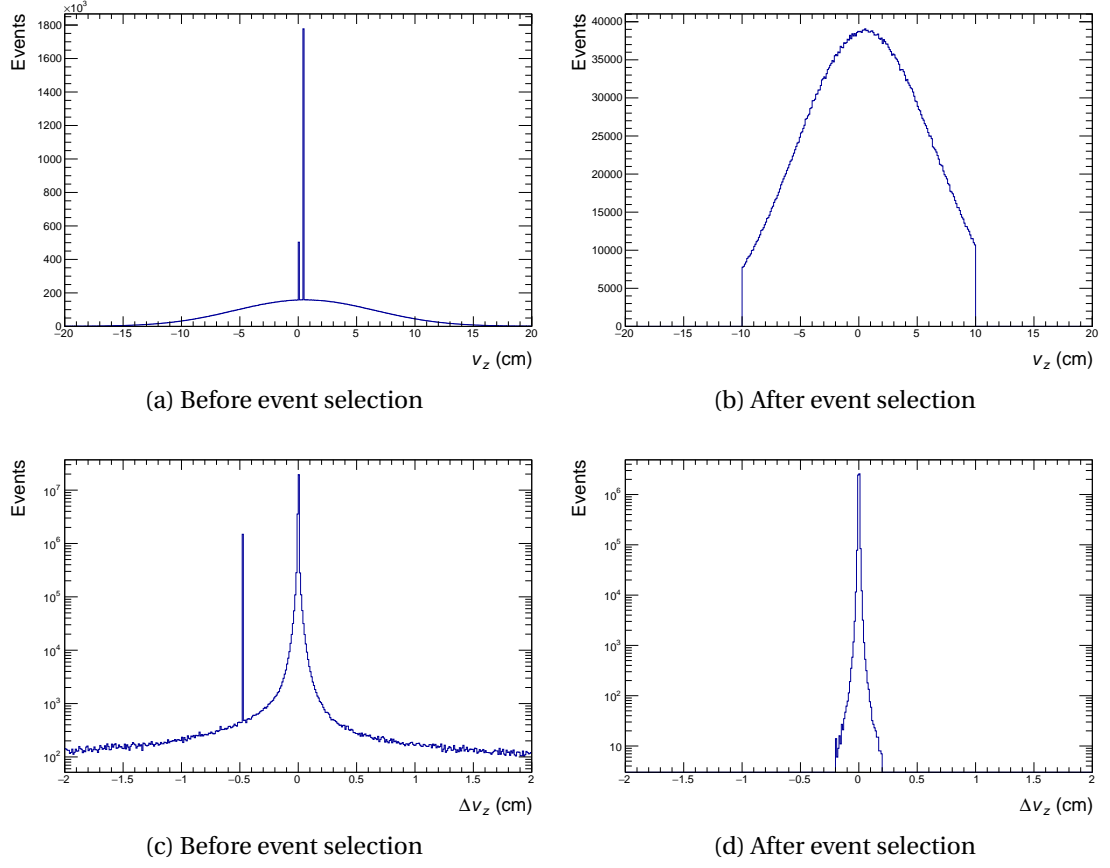 ×10³
Events
1800
1600
1400
1200
1000
800
600
400
200
0
−20 −15 −10 −5 0 5 10 15 20
v_z (cm)
(a) Before event selection
Events
40000
35000
30000
25000
20000
15000
10000
5000
0
−20 −15 −10 −5 0 5 10 15 20
v_z (cm)
(b) After event selection
Events
10⁷
10⁶
10⁵
10⁴
10³
10²
−2 −1.5 −1 −0.5 0 0.5 1 1.5 2
Δv_z (cm)
(c) Before event selection
Events
10⁶
10⁵
10⁴
10³
10²
10
−2 −1.5 −1 −0.5 0 0.5 1 1.5 2
Δv_z (cm)
(d) After event selection